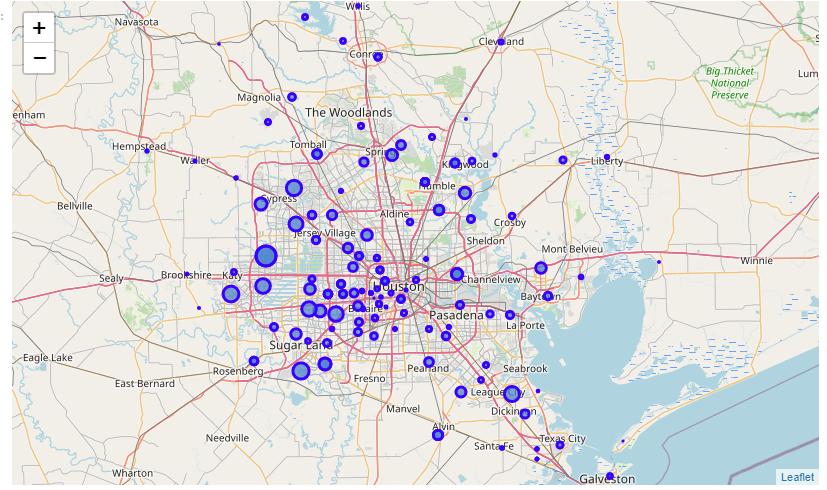 Willis
Navasota
+
Cleveland
−
Conroe
Big Thicket
National
Preserve
Lum
Magnolia
The Woodlands
enham
Hempstead
Tomball
Spring
Waller
Kingwood
Liberty
Humble
Cypress
Bellville
Aldine
Crosby
Jersey Village
Sheldon
Mont Belvieu
Winnie
Sealy
Brookshire
Katy
Channelview
Houston
Baytown
Bellaire
Pasadena
La Porte
Sugar Land
Eagle Lake
Rosenberg
Pearland
Seabrook
East Bernard
Fresno
League City
Manvel
Dickinson
Alvin
Needville
Texas City
Santa Fe
Wharton
Galveston
Leaflet